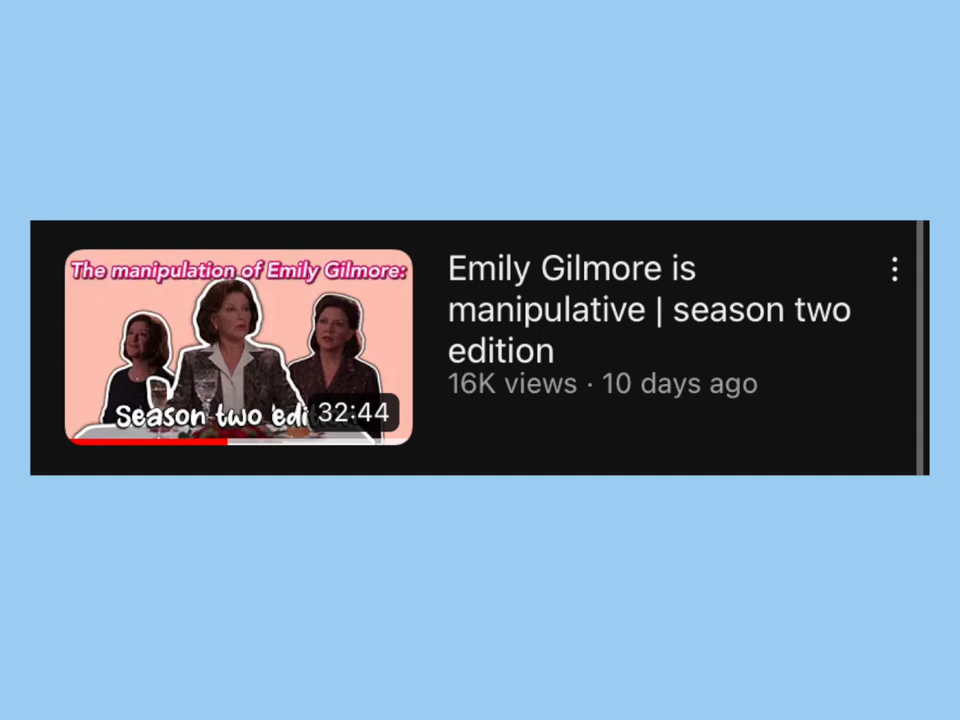 The manipulation of Emily Gilmore:
Season two edi
32:44
Emily Gilmore is
manipulative | season two
edition
16K views · 10 days ago